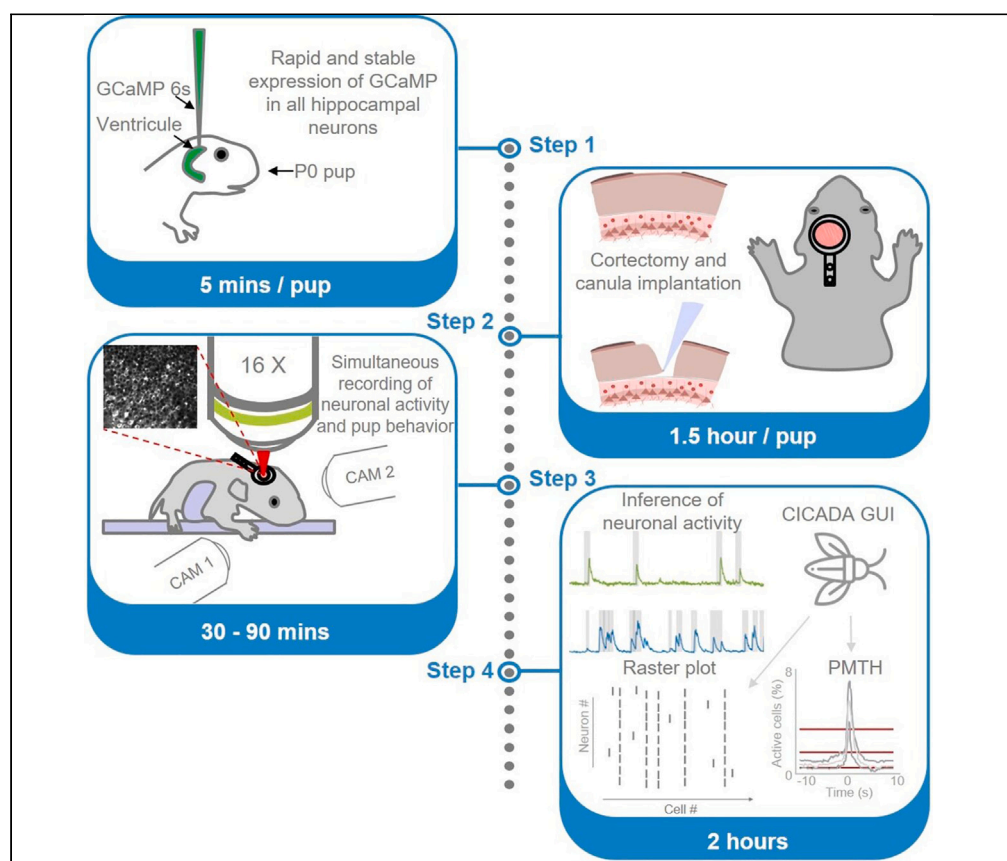 GCaMP 6s
Ventricule
Rapid and stable
expression of GCaMP
in all hippocampal
neurons
P0 pup
5 mins / pup
Step 1
Cortectomy and
canula implantation
1.5 hour / pup
Step 2
16 X
Simultaneous
recording of
neuronal activity
and pup behavior
CAM 2
CAM 1
30 - 90 mins
Step 3
Inference of
neuronal activity
CICADA GUI
Raster plot
Neuron #
Cell #
PMTH
Active cells (%)
8
0
-10
0
10
Time (s)
2 hours
Step 4